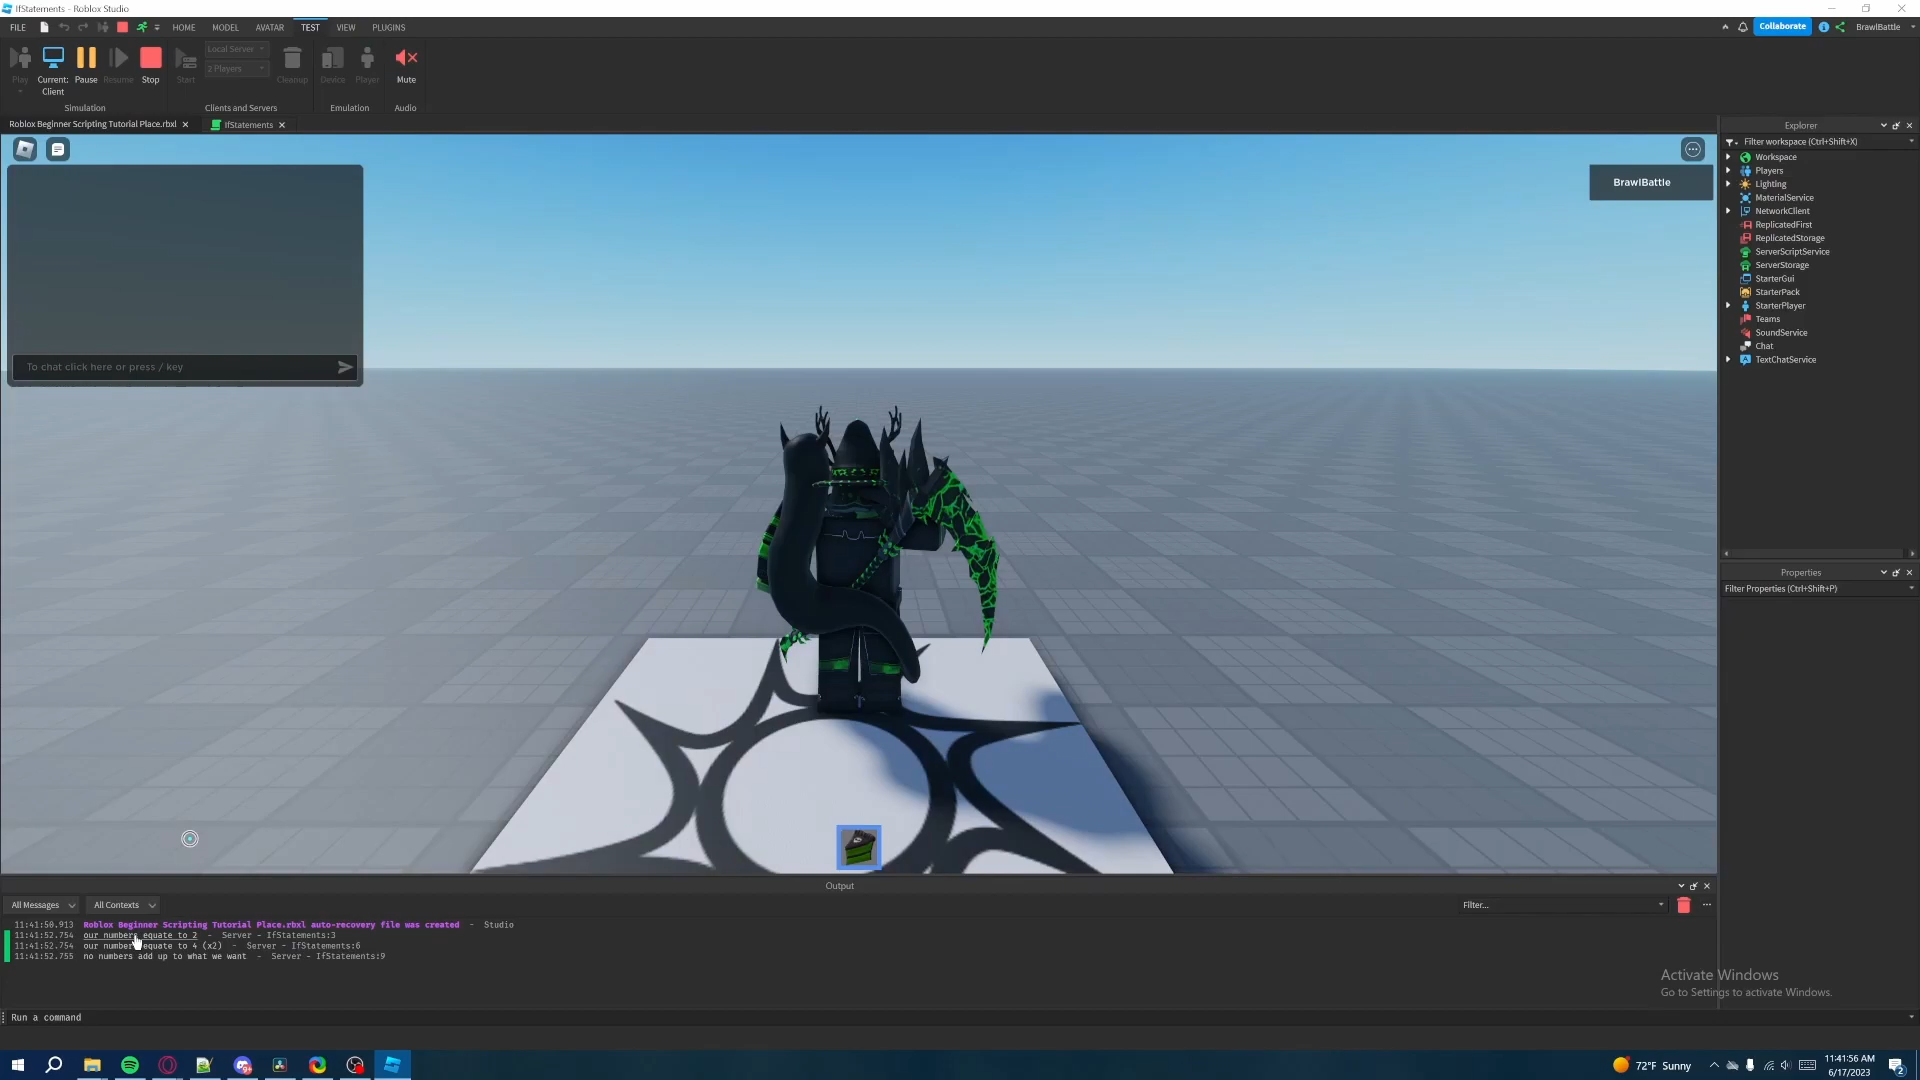 IfStatements - Roblox Studio
FILE HOME MODEL AVATAR TEST VIEW PLUGINS
Collaborate BrawlBattle
Play Current: Client Pause Resume Stop Start Local Server 2 Players Cleanup Device Player Mute
Simulation Clients and Servers Emulation Audio
Roblox Beginner Scripting Tutorial Place.rbxl IfStatements
To chat click here or press / key
BrawlBattle
Explorer
Filter workspace (Ctrl+Shift+X)
Workspace
Players
Lighting
MaterialService
NetworkClient
ReplicatedFirst
ReplicatedStorage
ServerScriptService
ServerStorage
StarterGui
StarterPack
StarterPlayer
Teams
SoundService
Chat
TextChatService
Properties
Filter Properties (Ctrl+Shift+P)
Output
All Messages All Contexts Filter...
11:41:50.913 Roblox Beginner Scripting Tutorial Place.rbxl auto-recovery file was created - Studio
11:41:52.754 our numbers equate to 2 - Server - IfStatements:3
11:41:52.754 our numbers equate to 4 (x2) - Server - IfStatements:6
11:41:52.755 no numbers add up to what we want - Server - IfStatements:9
Activate Windows
Go to Settings to activate Windows.
Run a command
72°F Sunny
11:41:56 AM
6/17/2023
2